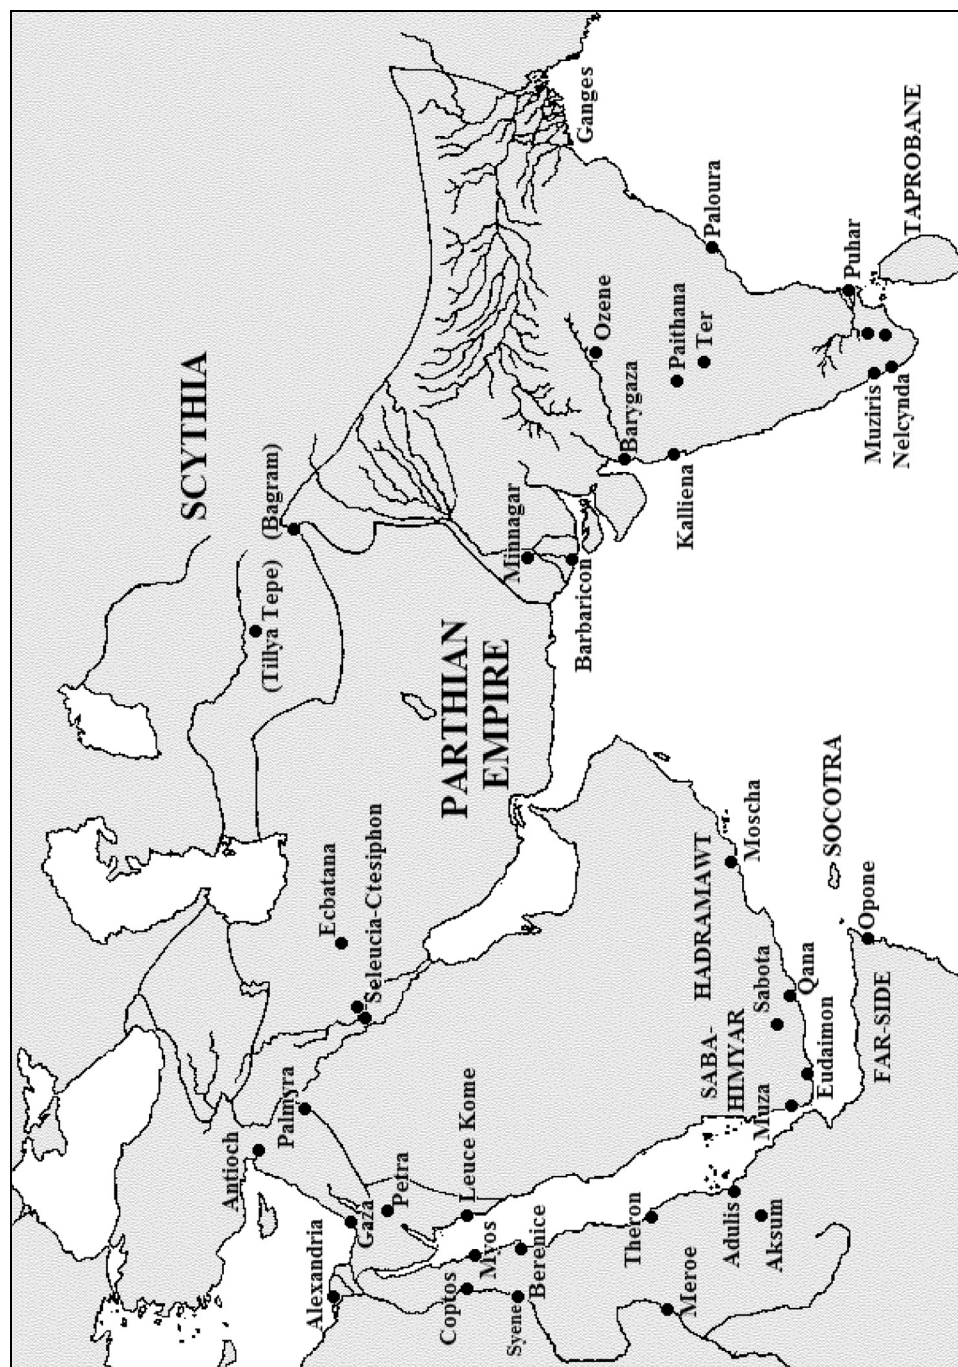 SCYTHIA
(Bagram)
(Tillya Tepe)
PARTHIAN
EMPIRE
Ecbatana
Seleucia-Ctesiphon
Palmyra
Antioch
Petra
Gaza
Alexandria
Leuce Kome
Myos
Coptos
Berenice
Syene
Theron
Meroe
Adulis
Aksum
SABA-
HIMYAR
Muza
HADRAMAWT
Sabota
Eudaimon
Qana
Moscha
FAR-SIDE
Opone
SOCOTRA
Minnagar
Barbaricon
Barygaza
Ozene
Kalliena
Paithana
Ter
Muziris
Nelcynda
Puhar
TAPROBANE
Paloura
Ganges